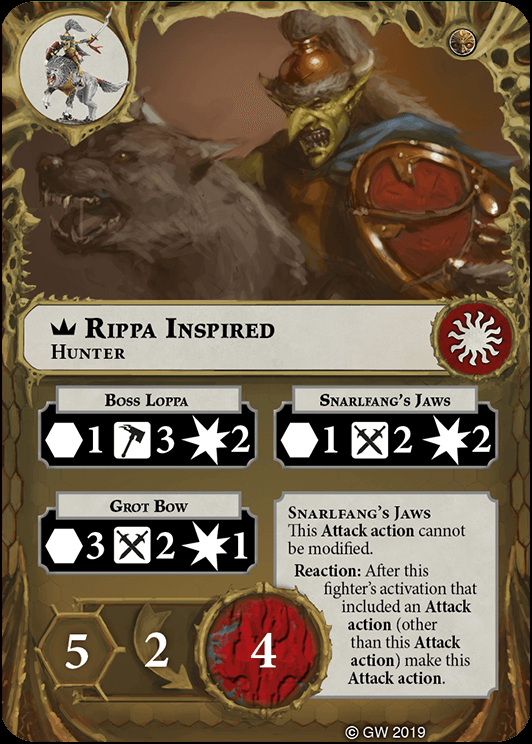 Rippa Inspired
Hunter
Boss Loppa
1 3 2
Snarlfang's Jaws
1 2 2
Grot Bow
3 2 1
Snarlfang's Jaws
This Attack action cannot
be modified.
Reaction: After this
fighter's activation that
included an Attack
action (other
than this Attack
action) make this
Attack action.
5 2 4
© GW 2019